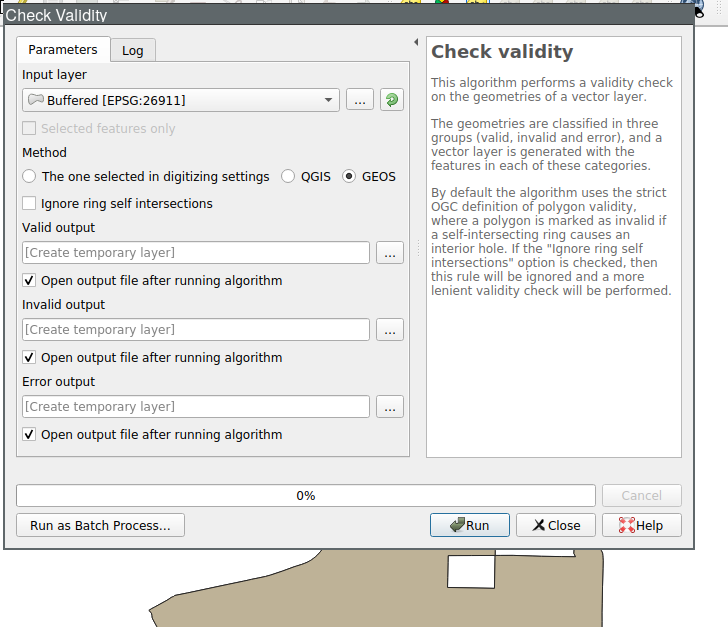 Check Validity
Parameters
Log
Input layer
Buffered [EPSG:26911]
...
Selected features only
Method
The one selected in digitizing settings
QGIS
GEOS
Ignore ring self intersections
Valid output
[Create temporary layer]
...
Open output file after running algorithm
Invalid output
[Create temporary layer]
...
Open output file after running algorithm
Error output
[Create temporary layer]
...
Open output file after running algorithm
Check validity
This algorithm performs a validity check
on the geometries of a vector layer.
The geometries are classified in three
groups (valid, invalid and error), and a
vector layer is generated with the
features in each of these categories.
By default the algorithm uses the strict
OGC definition of polygon validity,
where a polygon is marked as invalid if
a self-intersecting ring causes an
interior hole. If the "Ignore ring self
intersections" option is checked, then
this rule will be ignored and a more
lenient validity check will be performed.
0%
Cancel
Run as Batch Process...
Run
Close
Help